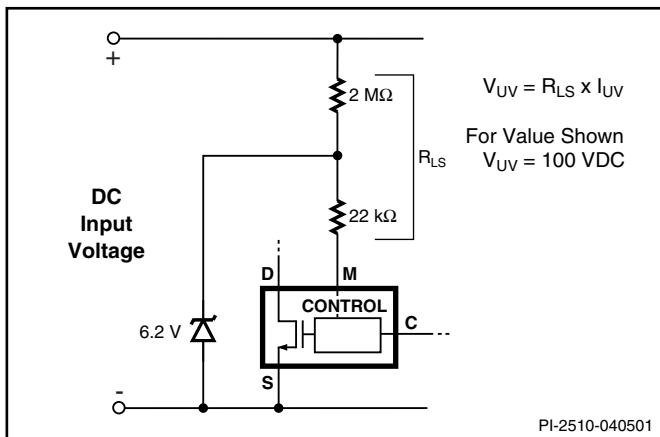 +
2 MΩ
R_LS
V_UV = R_LS x I_UV
For Value Shown
V_UV = 100 VDC
DC
Input
Voltage
22 kΩ
D
M
CONTROL
C
6.2 V
S
-
PI-2510-040501